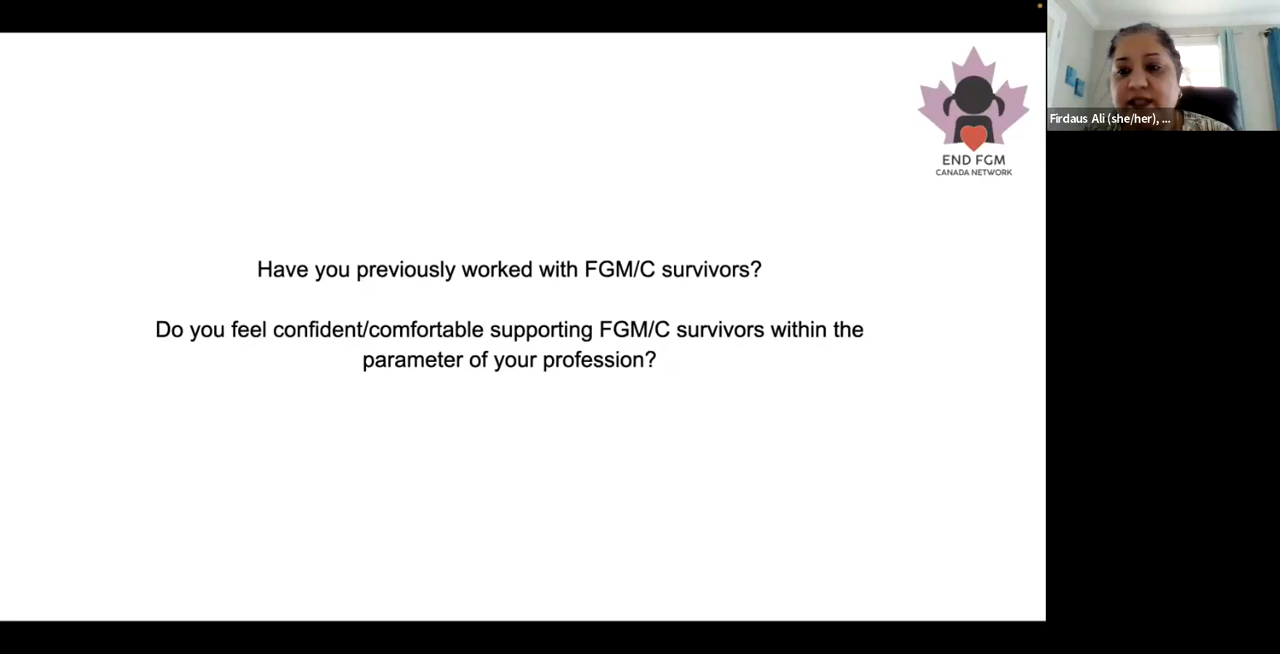 END FGM
CANADA NETWORK
Firdaus Ali (she/her), ...
Have you previously worked with FGM/C survivors?
Do you feel confident/comfortable supporting FGM/C survivors within the
parameter of your profession?